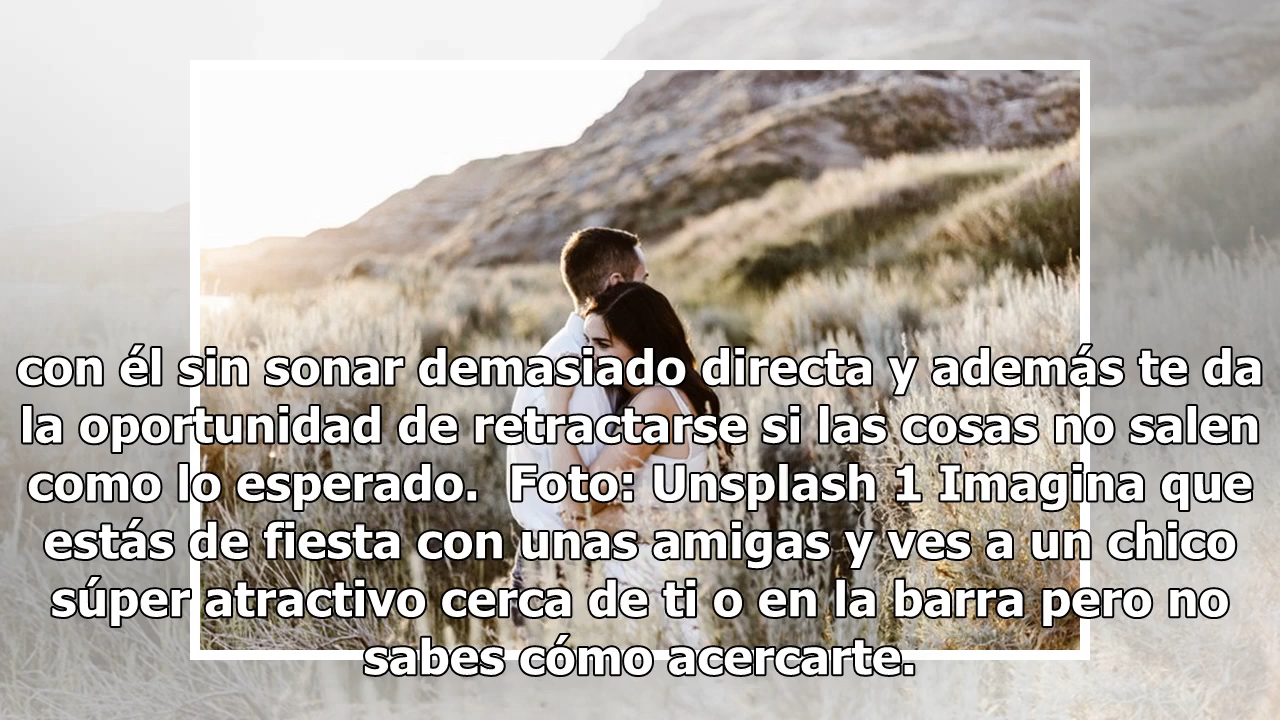 con él sin sonar demasiado directa y además te da
la oportunidad de retractarse si las cosas no salen
como lo esperado.  Foto: Unsplash 1 Imagina que
estás de fiesta con unas amigas y ves a un chico
súper atractivo cerca de ti o en la barra pero no
sabes cómo acercarte.